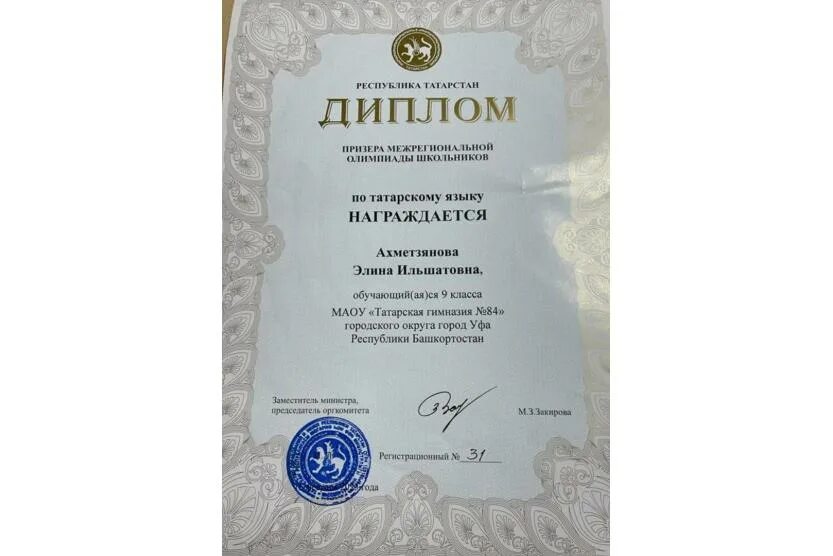 ТАТАРСТАН
РЕСПУБЛИКА ТАТАРСТАН
ДИПЛОМ
ПРИЗЕРА МЕЖРЕГИОНАЛЬНОЙ
ОЛИМПИАДЫ ШКОЛЬНИКОВ
по татарскому языку
НАГРАЖДАЕТСЯ
Ахметзянова
Элина Ильшатовна,
обучающий(ая)ся 9 класса
МАОУ «Татарская гимназия №84»
городского округа город Уфа
Республики Башкортостан
Заместитель министра,
председатель оргкомитета
М.З.Закирова
Регистрационный № 31
года